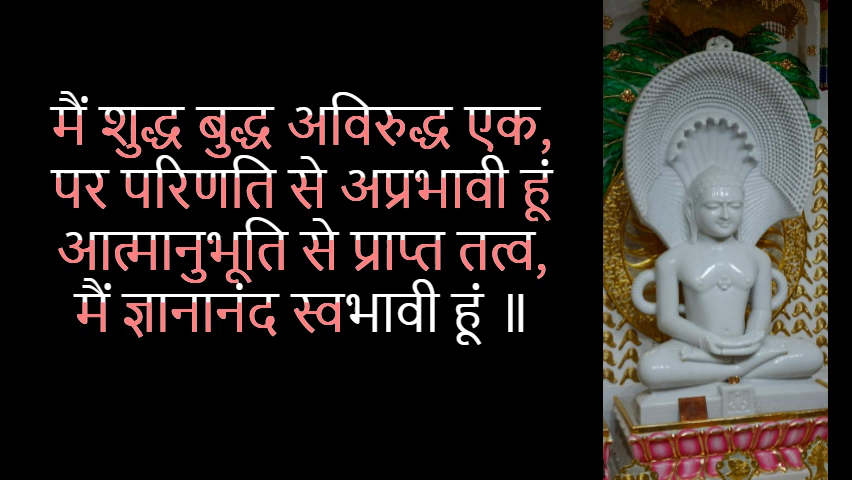 मैं शुद्ध बुद्ध अविरुद्ध एक,
पर परिणति से अप्रभावी हूं
आत्मानुभूति से प्राप्त तत्व,
मैं ज्ञानानंद स्वभावी हूं ॥